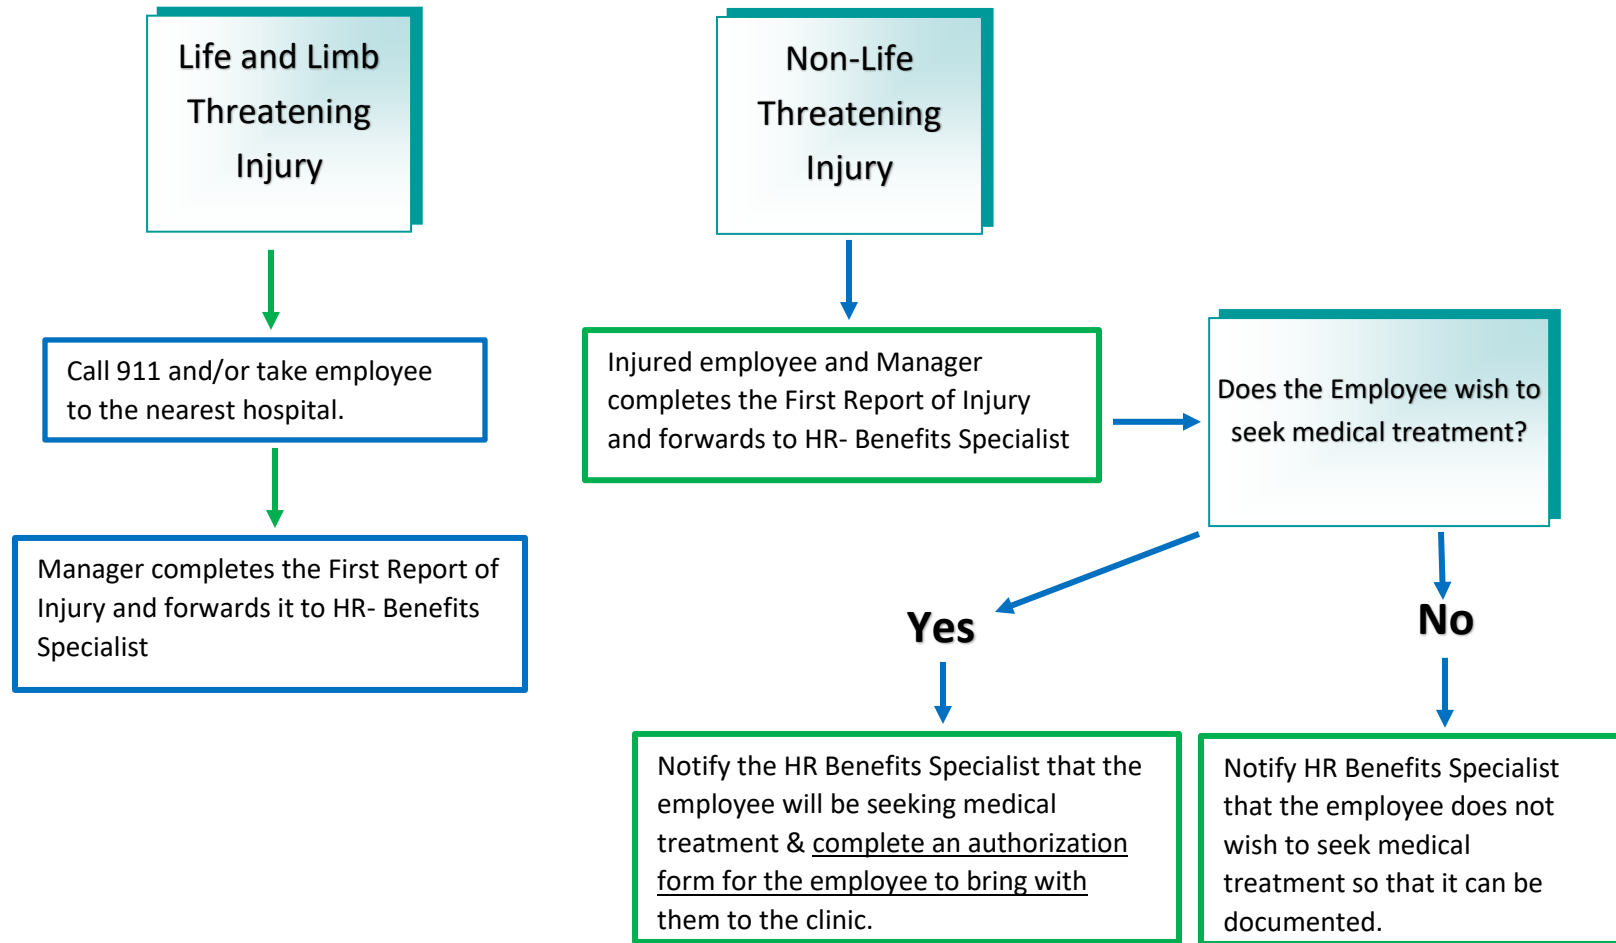 Life and Limb
Threatening
Injury
Call 911 and/or take employee
to the nearest hospital.
Manager completes the First Report of
Injury and forwards it to HR- Benefits
Specialist
Non-Life
Threatening
Injury
Injured employee and Manager
completes the First Report of Injury
and forwards to HR- Benefits Specialist
Does the Employee wish to
seek medical treatment?
Yes
Notify the HR Benefits Specialist that the
employee will be seeking medical
treatment & complete an authorization
form for the employee to bring with
them to the clinic.
No
Notify HR Benefits Specialist
that the employee does not
wish to seek medical
treatment so that it can be
documented.